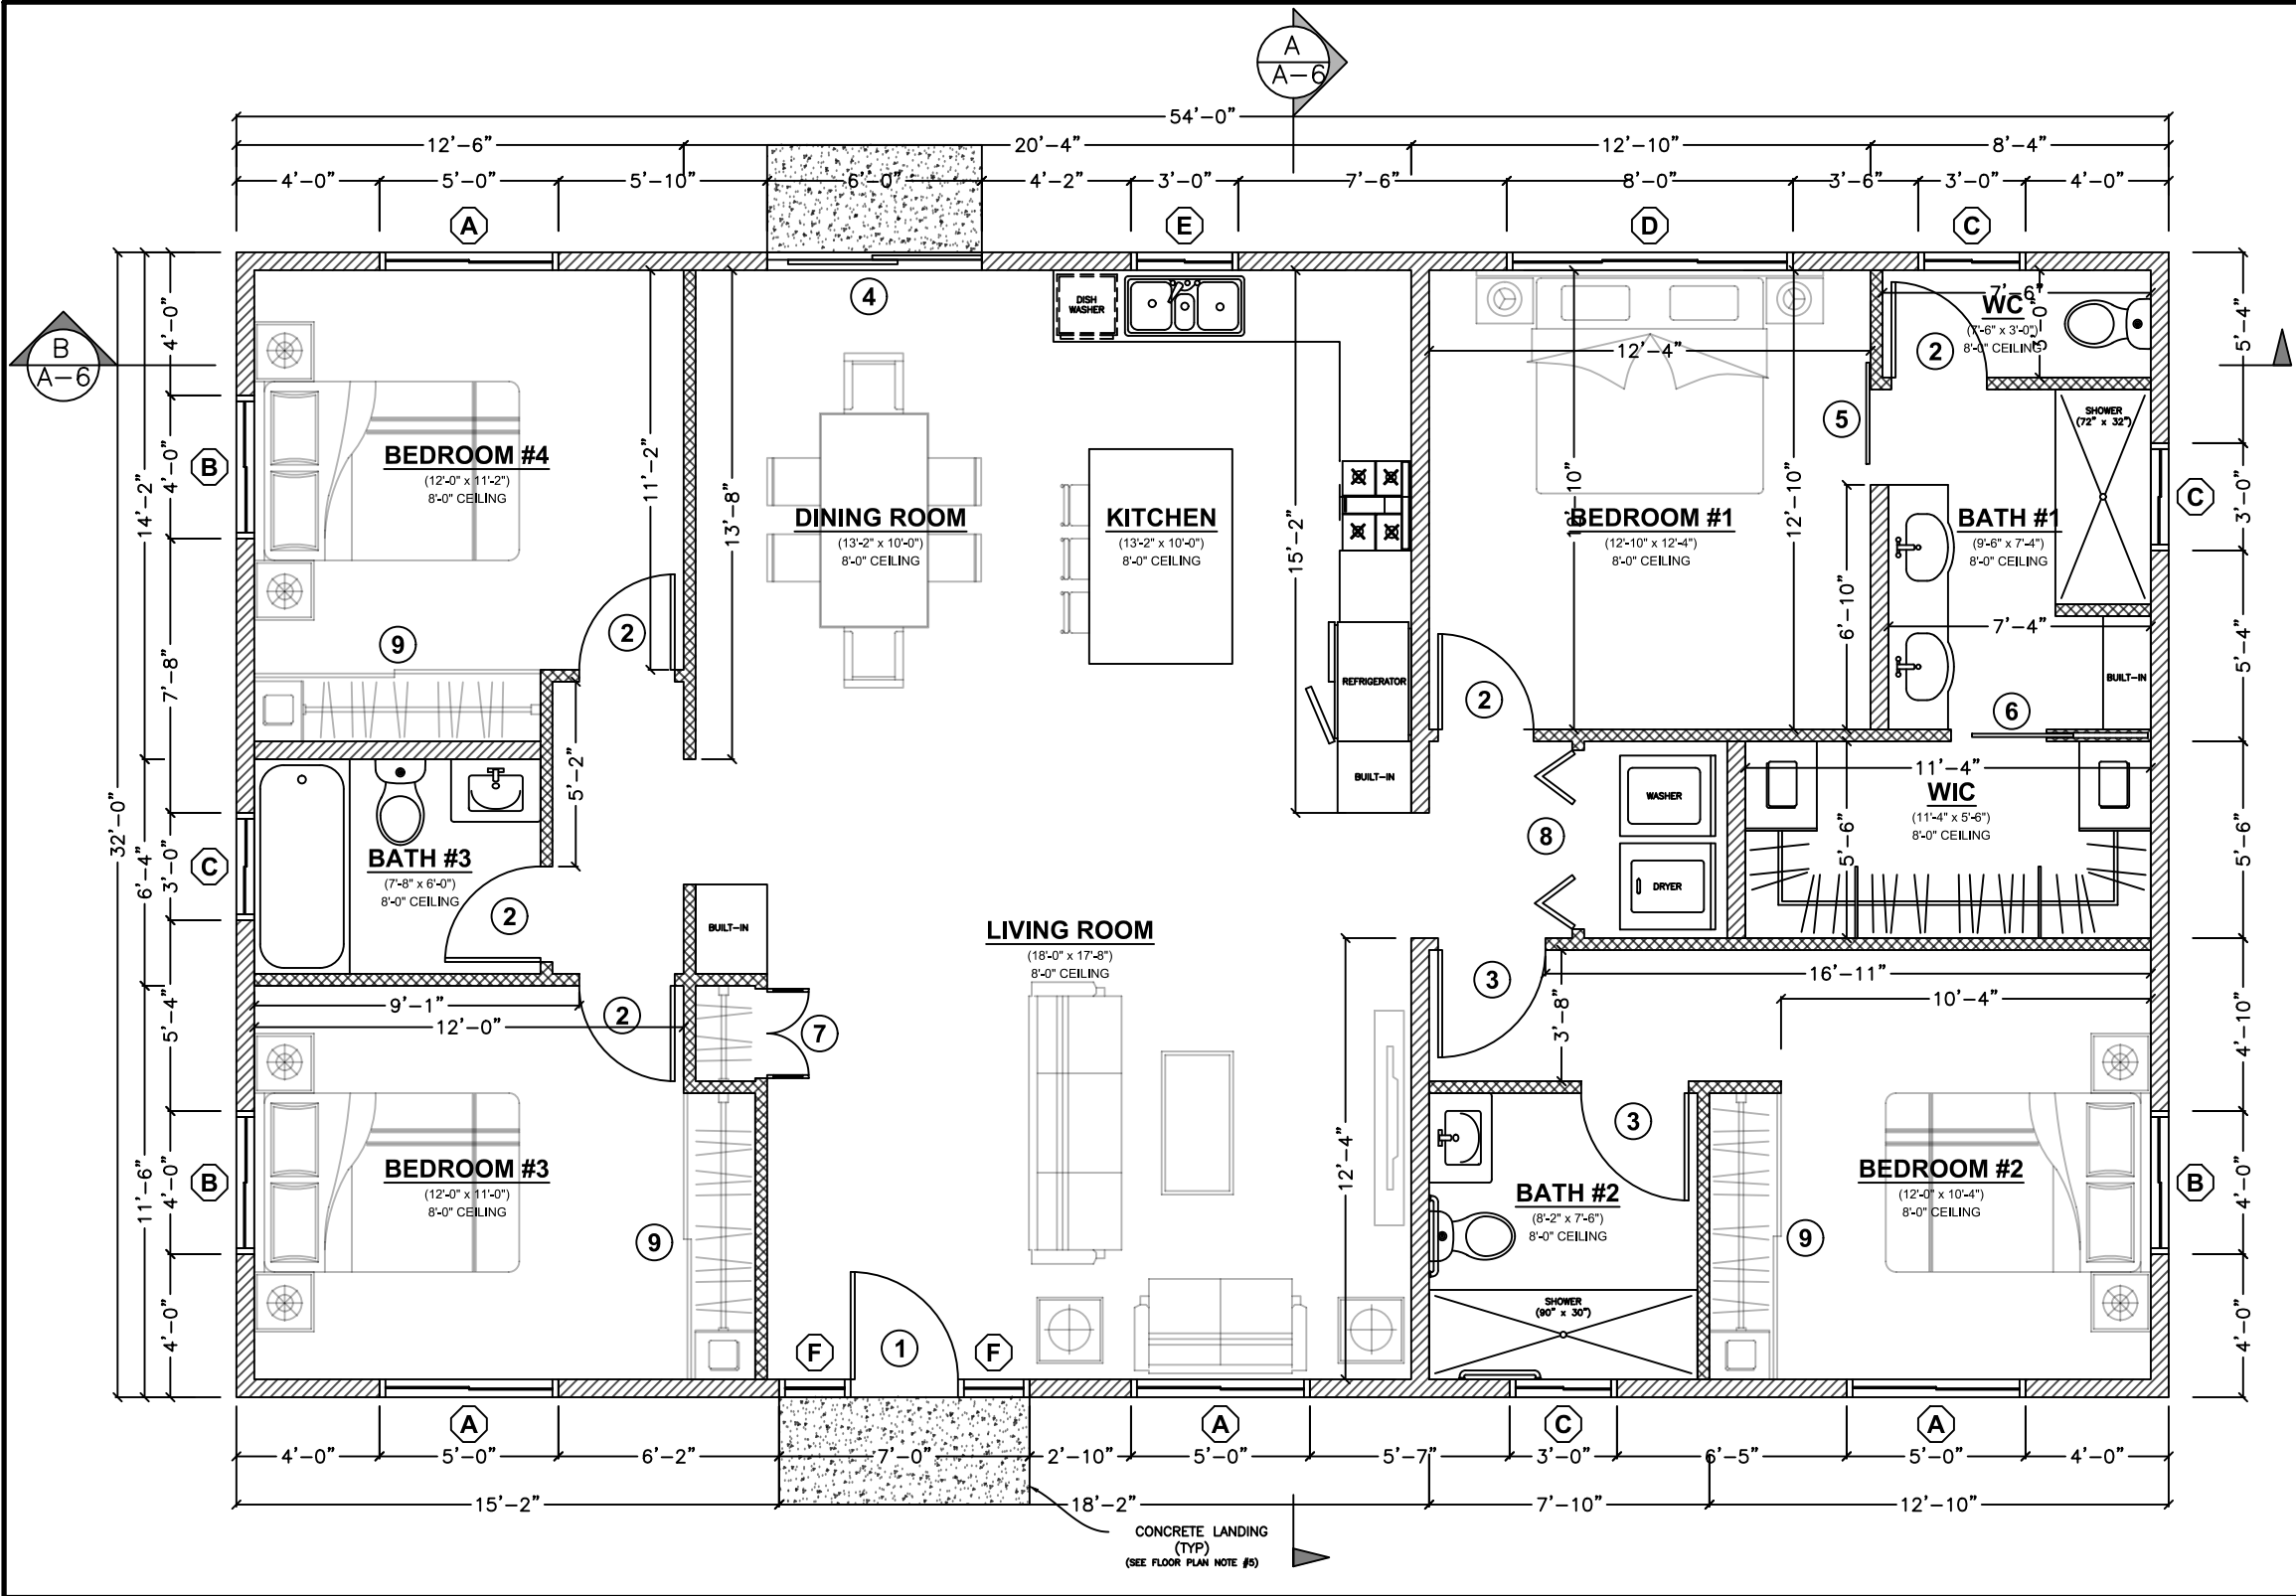 A
A-6
54'-0"
12'-6" 20'-4" 12'-10" 8'-4"
4'-0" 5'-0" 5'-10" 6'-0" 4'-2" 3'-0" 7'-6" 8'-0" 3'-6" 3'-0" 4'-0"
A E D C
B
A-6
32'-0"
14'-2"
6'-4"
11'-6"
4'-0"
4'-0"
7'-8"
3'-0"
5'-4"
4'-0"
4'-0"
B
C
B
BEDROOM #4
(12'-0" x 11'-2")
8'-0" CEILING
11'-2"
2
9
13'-8"
4
DINING ROOM
(13'-2" x 10'-0")
8'-0" CEILING
DISH
WASHER
KITCHEN
(13'-2" x 10'-0")
8'-0" CEILING
15'-2"
REFRIGERATOR
BUILT-IN
12'-4"
BEDROOM #1
(12'-10" x 12'-4")
8'-0" CEILING
12'-10"
2
5
6'-10"
7'-6"
WC
(7'-6" x 3'-0")
8'-0" CEILING
3'-0"
2
SHOWER
(72" x 32")
BATH #1
(9'-6" x 7'-4")
8'-0" CEILING
7'-4"
BUILT-IN
6
5'-2"
BATH #3
(7'-8" x 6'-0")
8'-0" CEILING
2
BUILT-IN
8
WASHER
DRYER
11'-4"
WIC
(11'-4" x 5'-6")
8'-0" CEILING
5'-6"
LIVING ROOM
(18'-0" x 17'-8")
8'-0" CEILING
9'-1"
12'-0"
2
7
BEDROOM #3
(12'-0" x 11'-0")
8'-0" CEILING
9
12'-4"
3
3'-8"
16'-11"
10'-4"
3
BATH #2
(8'-2" x 7'-6")
8'-0" CEILING
SHOWER
(90" x 30")
BEDROOM #2
(12'-0" x 10'-4")
8'-0" CEILING
9
F 1 F
5'-4"
3'-0"
5'-4"
5'-6"
4'-10"
4'-0"
4'-0"
C
B
A A C A
4'-0" 5'-0" 6'-2" 7'-0" 2'-10" 5'-0" 5'-7" 3'-0" 6'-5" 5'-0" 4'-0"
15'-2" 18'-2" 7'-10" 12'-10"
CONCRETE LANDING
(TYP)
(SEE FLOOR PLAN NOTE #5)